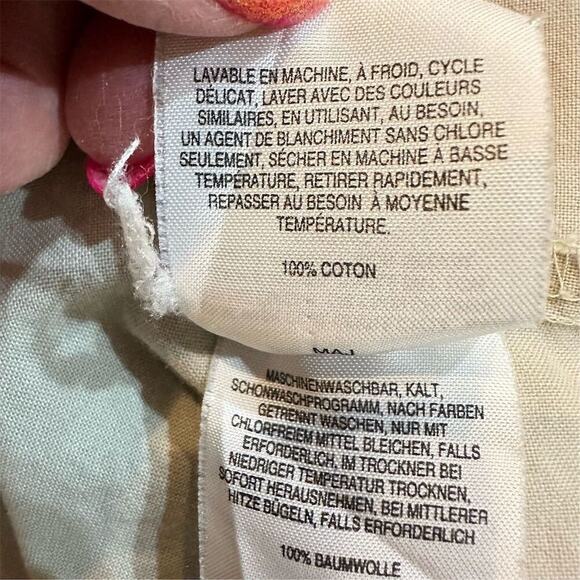 LAVABLE EN MACHINE, À FROID, CYCLE
DÉLICAT, LAVER AVEC DES COULEURS
SIMILAIRES, EN UTILISANT, AU BESOIN,
UN AGENT DE BLANCHIMENT SANS CHLORE
SEULEMENT, SÉCHER EN MACHINE À BASSE
TEMPÉRATURE, RETIRER RAPIDEMENT,
REPASSER AU BESOIN À MOYENNE
TEMPÉRATURE.
100% COTON
MASCHINENWASCHBAR, KALT,
SCHONWASCHPROGRAMM, NACH FARBEN
GETRENNT WASCHEN, NUR MIT
CHLORFREIEM MITTEL BLEICHEN, FALLS
ERFORDERLICH, IM TROCKNER BEI
NIEDRIGER TEMPERATUR TROCKNEN,
SOFORT HERAUSNEHMEN, BEI MITTLERER
HITZE BÜGELN, FALLS ERFORDERLICH
100% BAUMWOLLE